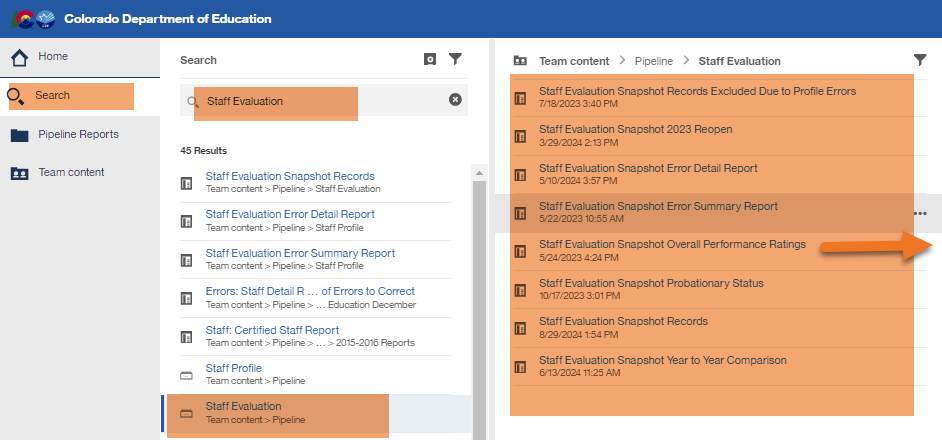 Colorado Department of Education
Home
Search
Pipeline Reports
Team content
Search
Staff Evaluation
45 Results
Staff Evaluation Snapshot Records
Team content > Pipeline > Staff Evaluation
Staff Evaluation Error Detail Report
Team content > Pipeline > Staff Profile
Staff Evaluation Error Summary Report
Team content > Pipeline > Staff Profile
Errors: Staff Detail R … of Errors to Correct
Team content > Pipeline > … Education December
Staff: Certified Staff Report
Team content > Pipeline > … > 2015-2016 Reports
Staff Profile
Team content > Pipeline
Staff Evaluation
Team content > Pipeline
Team content > Pipeline > Staff Evaluation
Staff Evlaution Snapshot Records Excluded Due to Profile Errors
7/18/2023 3:40 PM
Staff Evaluation Snapshot 2023 Reopen
3/29/2024 2:13 PM
Staff Evaluation Snapshot Error Detail Report
5/10/2024 3:57 PM
Staff Evaluation Snapshot Error Summary Report
5/22/2023 10:55 AM
Staff Evaluation Snapshot Overall Performance Ratings
5/24/2023 4:24 PM
Staff Evaluation Snapshot Probationary Status
10/17/2023 3:01 PM
Staff Evaluation Snapshot Records
8/29/2024 1:54 PM
Staff Evaluation Snapshot Year to Year Comparison
6/13/2024 11:25 AM